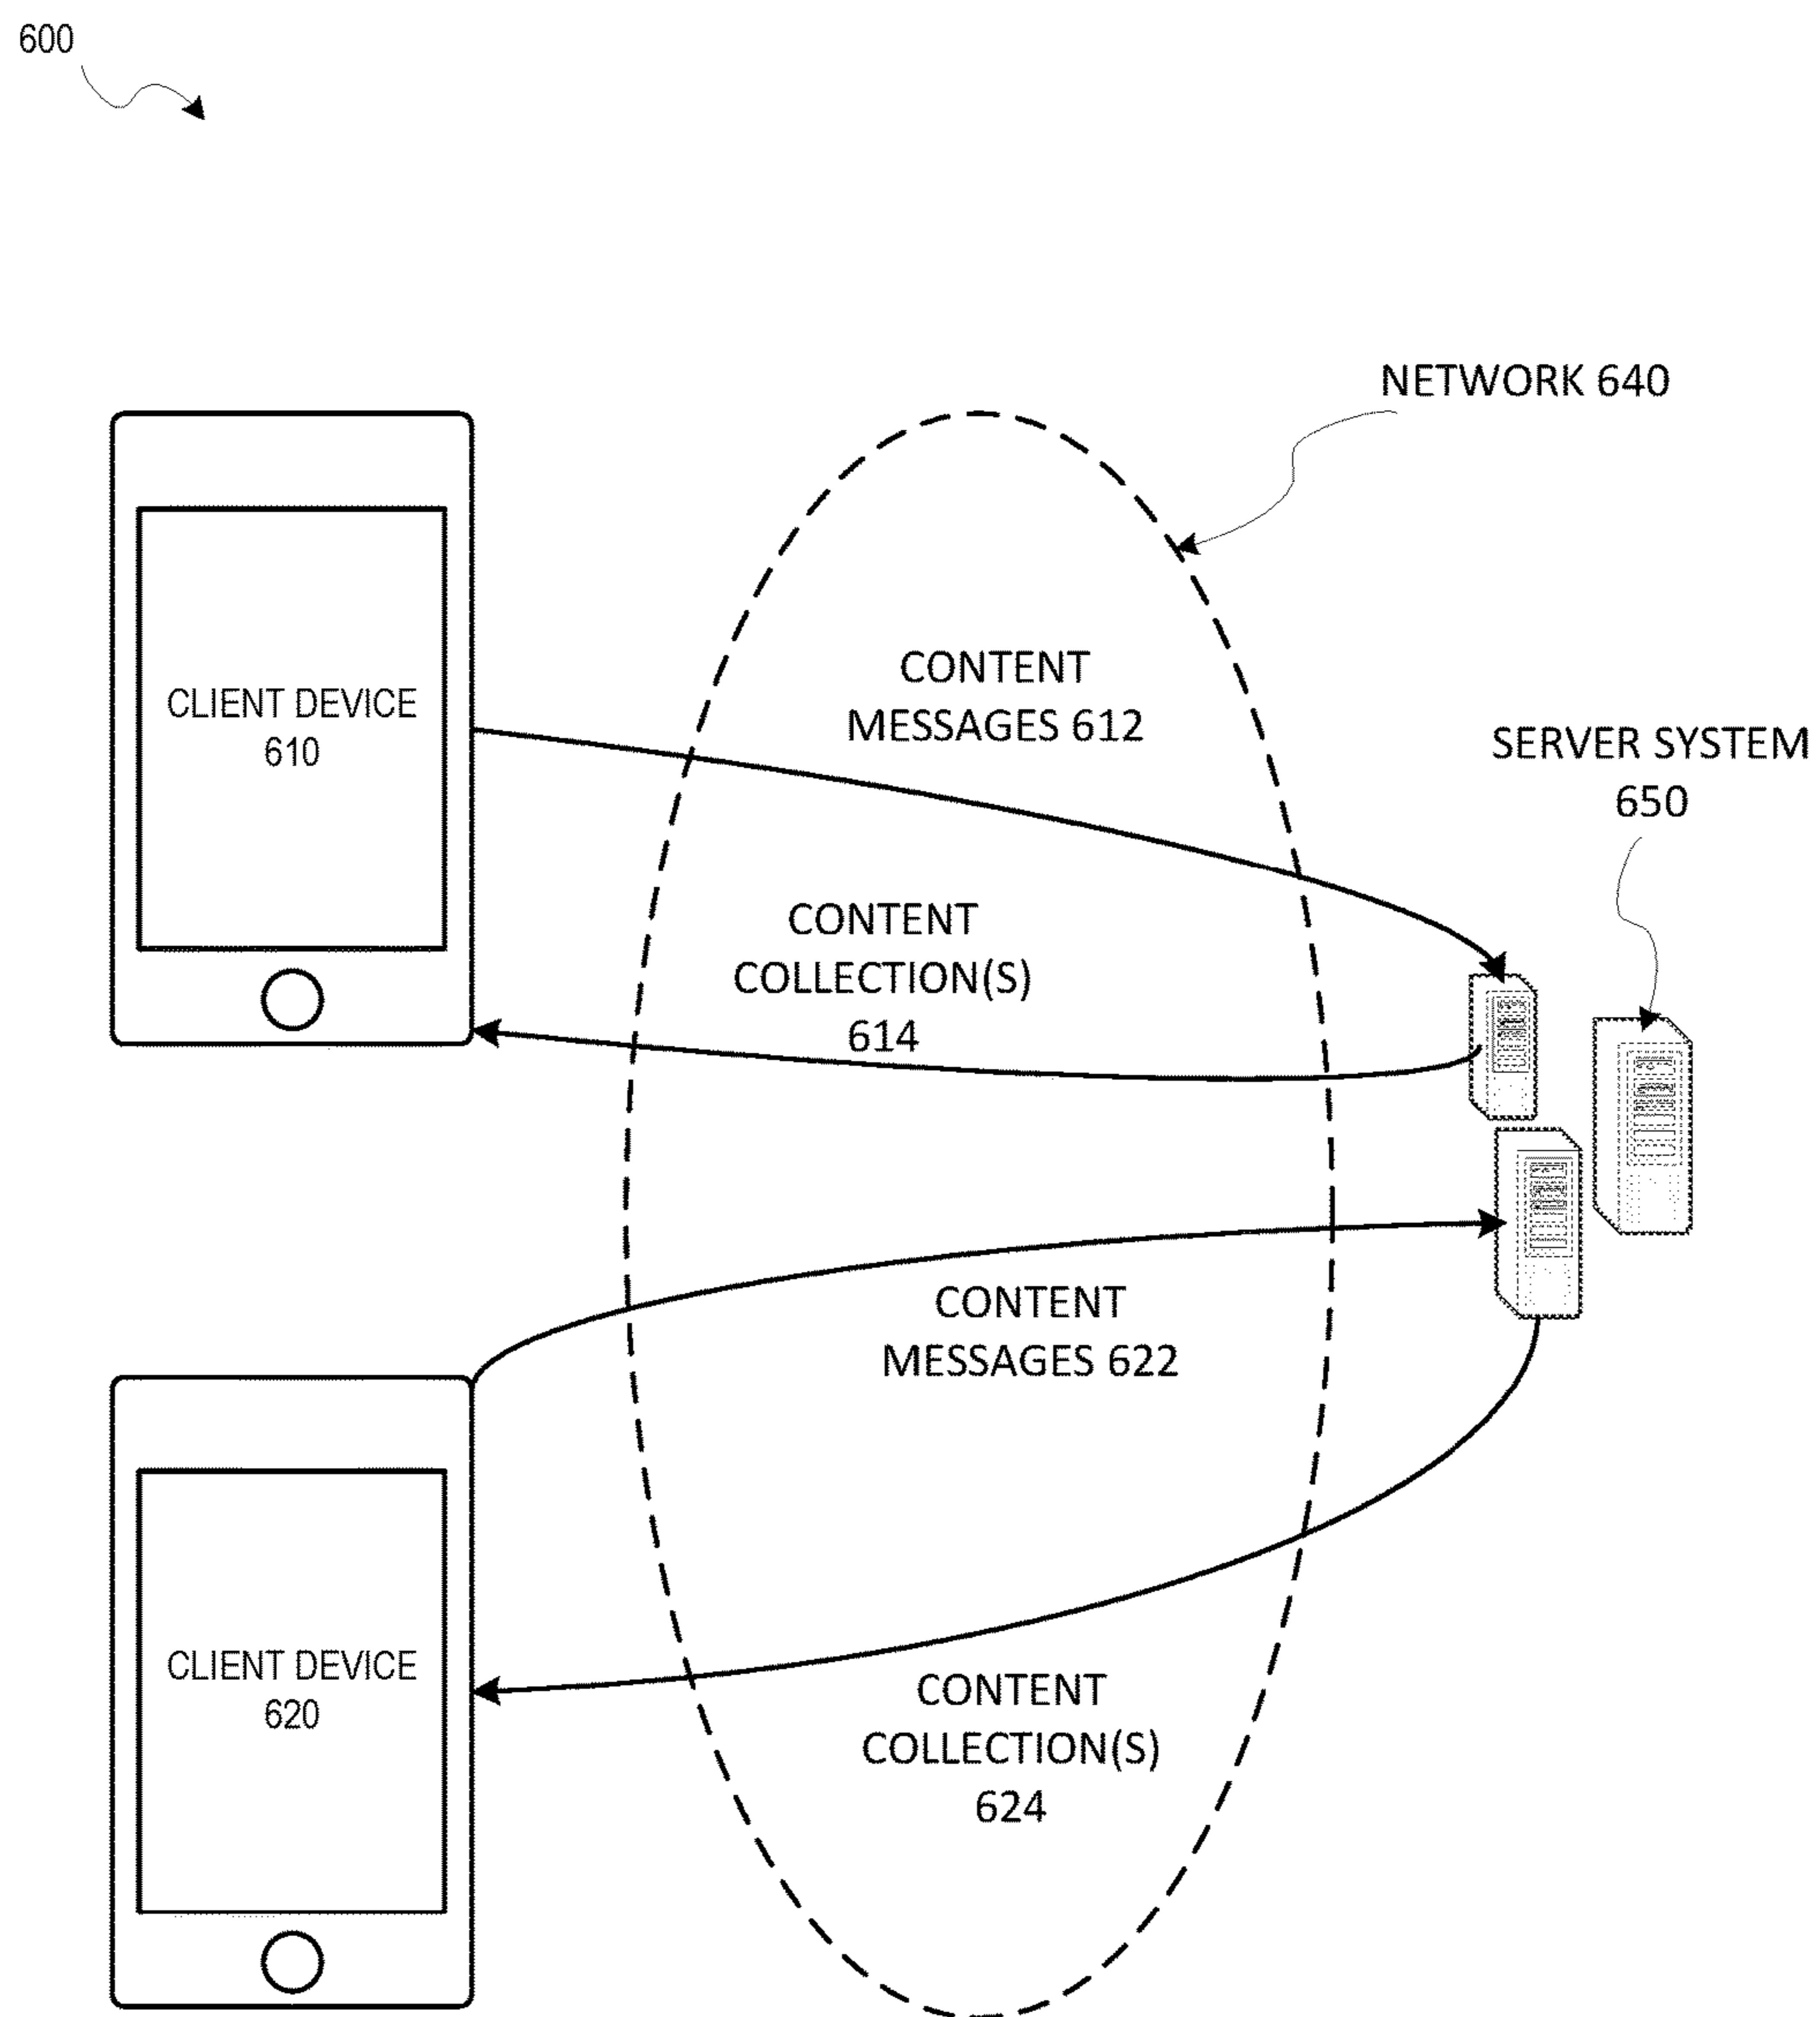 600
NETWORK 640
CONTENT
MESSAGES 612
CLIENT DEVICE
610
SERVER SYSTEM
650
CONTENT
COLLECTION(S)
614
CONTENT
MESSAGES 622
CLIENT DEVICE
620
CONTENT
COLLECTION(S)
624